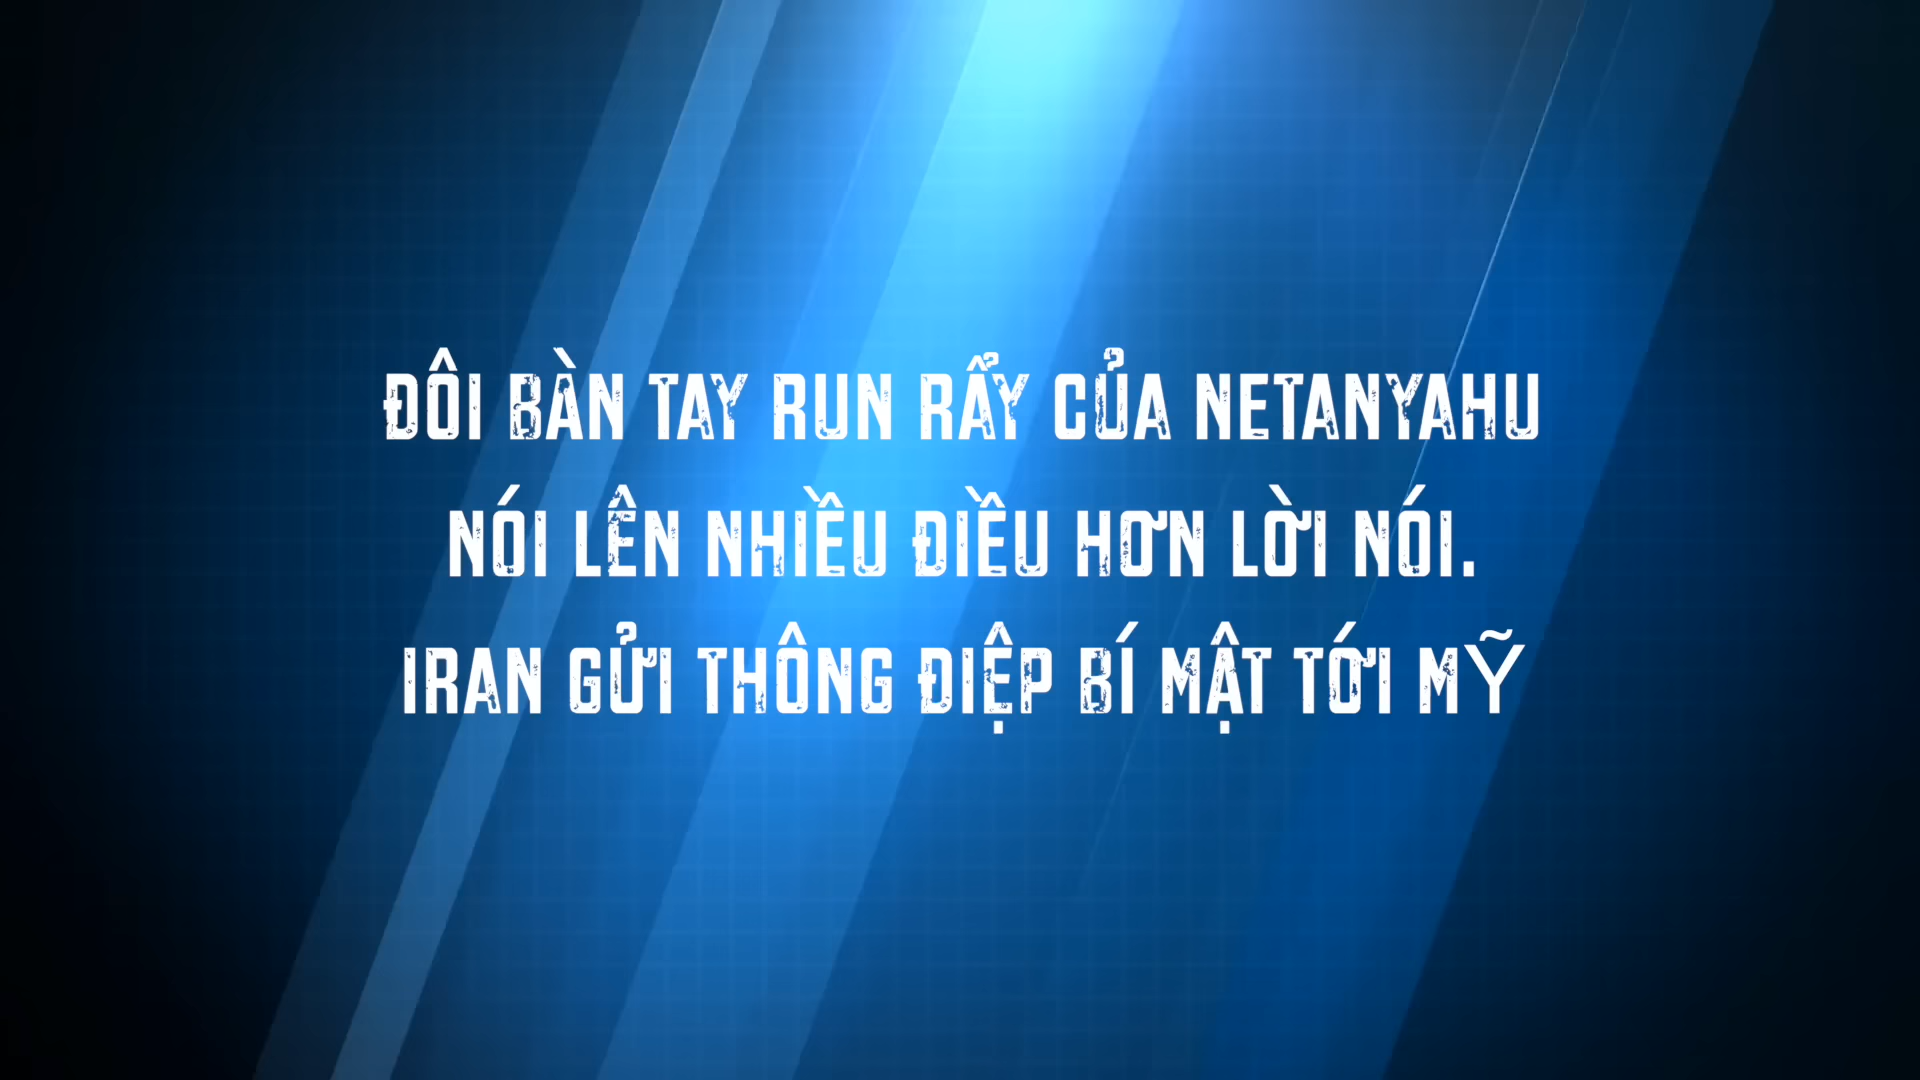 ĐÔI BÀN TAY RUN RẨY CỦA NETANYAHU
NÓI LÊN NHIỀU ĐIỀU HƠN LỜI NÓI.
IRAN GỬI THÔNG ĐIỆP BÍ MẬT TỚI MỸ